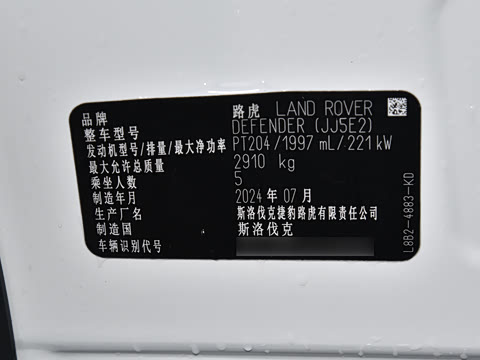 品牌 路虎 LAND ROVER
整车型号 DEFENDER (JJ5E2)
发动机型号/排量/最大净功率 PT204/1997 mL/221 kW
最大允许总质量 2910 kg
乘坐人数 5
制造年月 2024 年 07 月
生产厂名 斯洛伐克捷豹路虎有限责任公司
制造国 斯洛伐克
车辆识别代号
L8B2-4883-KD